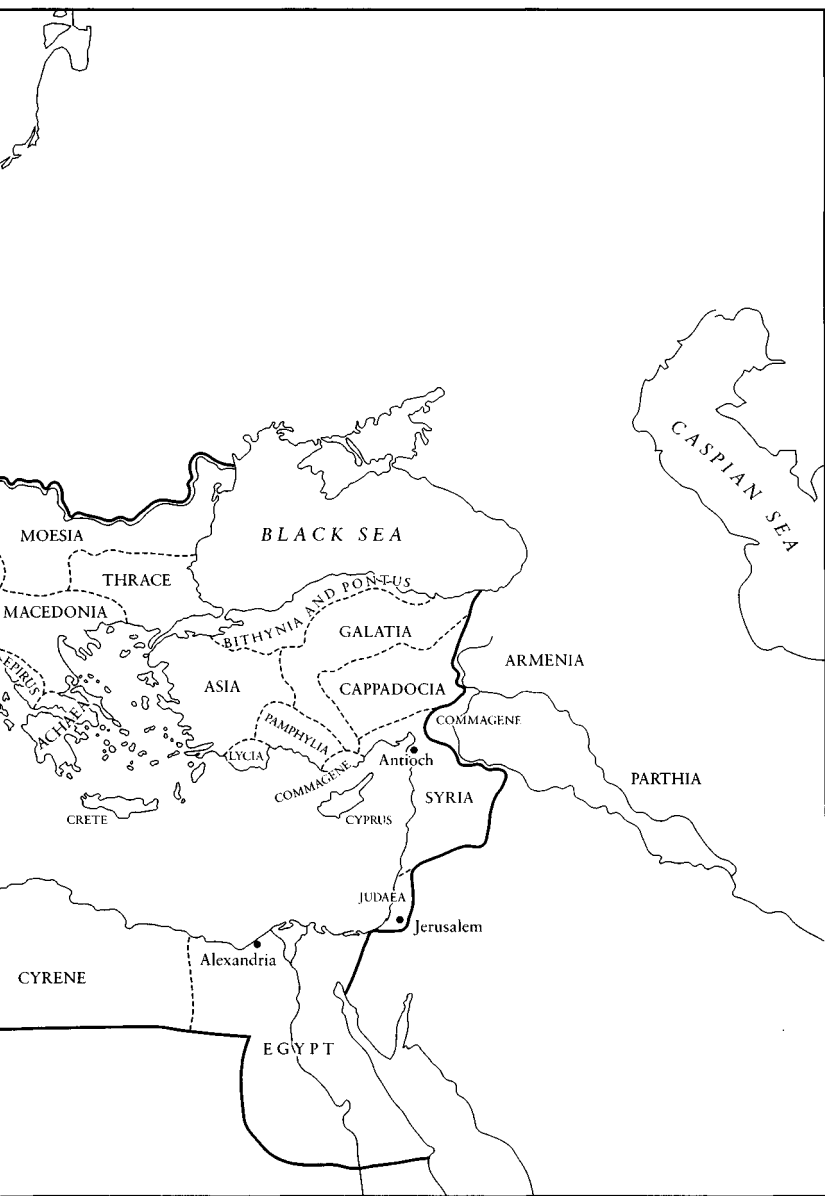 CASPIAN SEA
BLACK SEA
MOESIA
THRACE
BITHYNIA AND PONTUS
MACEDONIA
GALATIA
ARMENIA
EPIRUS
ASIA
CAPPADOCIA
ACHAEA
PAMPHYLIA
COMMAGENE
LYCIA
Antioch
COMMAGENE
PARTHIA
SYRIA
CRETE
CYPRUS
JUDAEA
Jerusalem
Alexandria
CYRENE
EGYPT